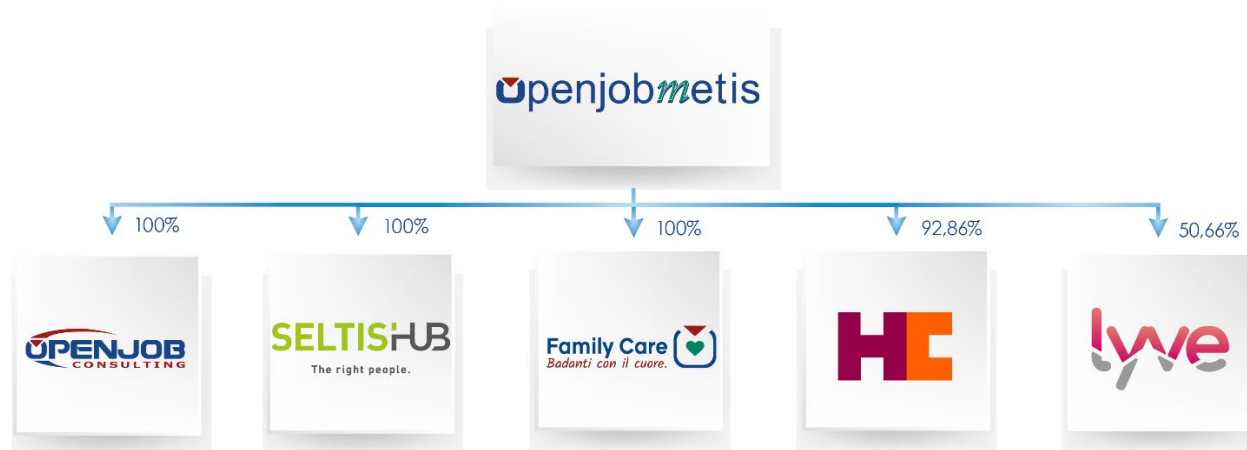 Openjobmetis
100%
100%
100%
92,86%
50,66%
OPENJOB
CONSULTING
SELTISHUB
The right people.
Family Care
Badanti con il cuore.
HC
lyve